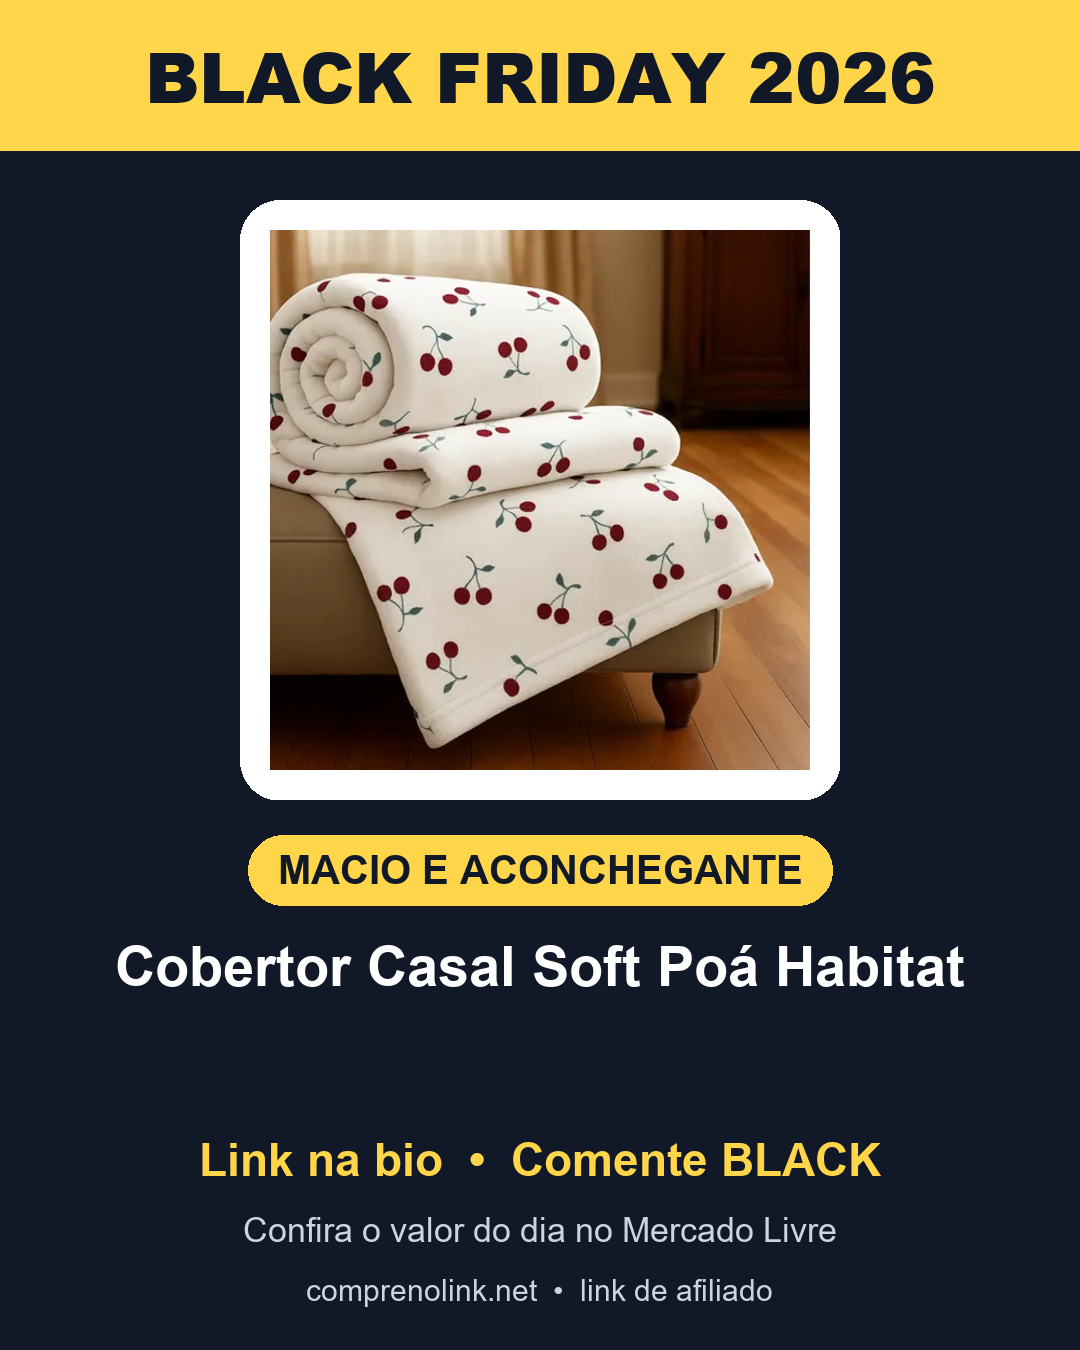 BLACK FRIDAY 2026
MACIO E ACONCHEGANTE
Cobertor Casal Soft Poá Habitat
Link na bio • Comente BLACK
Confira o valor do dia no Mercado Livre
comprenolink.net • link de afiliado